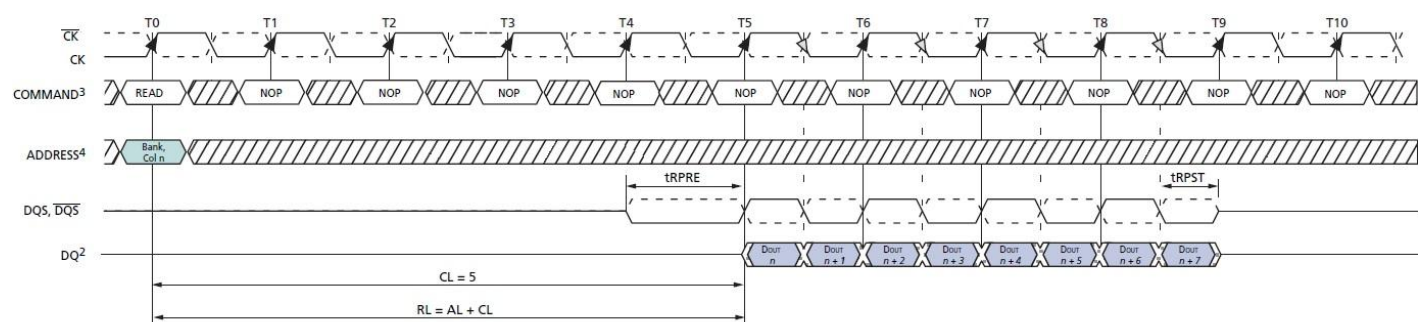 T0 T1 T2 T3 T4 T5 T6 T7 T8 T9 T10
CK
CK
COMMAND3 READ NOP NOP NOP NOP NOP NOP NOP NOP NOP NOP
ADDRESS4 Bank,
Col n
tRPRE tRPST
DQS, DQS
DQ2 DOUT n DOUT n + 1 DOUT n + 2 DOUT n + 3 DOUT n + 4 DOUT n + 5 DOUT n + 6 DOUT n + 7
CL = 5
RL = AL + CL